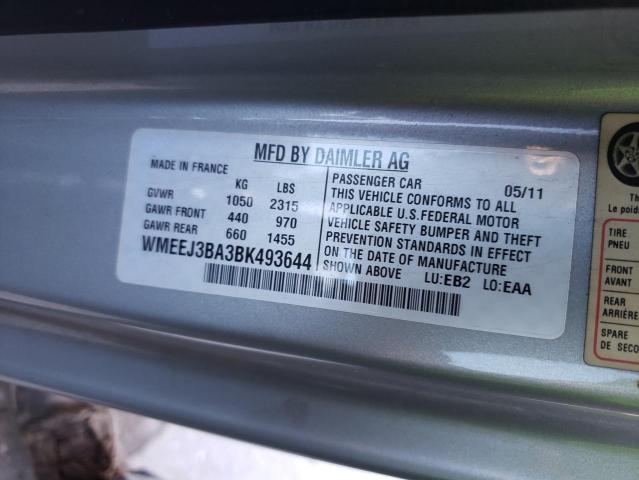 MFD BY DAIMLER AG
MADE IN FRANCE
KG LBS
GVWR 1050 2315
GAWR FRONT 440 970
GAWR REAR 660 1455
WMEEJ3BA3BK493644
PASSENGER CAR 05/11
THIS VEHICLE CONFORMS TO ALL
APPLICABLE U.S.FEDERAL MOTOR
VEHICLE SAFETY BUMPER AND THEFT
PREVENTION STANDARDS IN EFFECT
ON THE DATE OF MANUFACTURE
SHOWN ABOVE LU:EB2 LO:EAA
The
Le poids
TIRE
PNEU
FRONT
AVANT
REAR
ARRIÈRE
SPARE
DE SECO